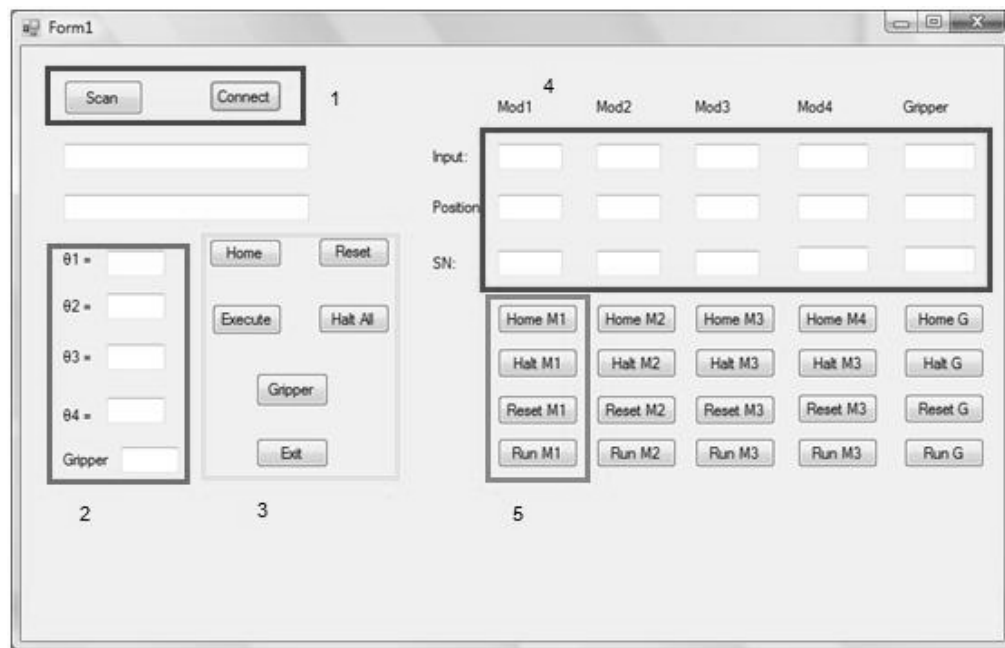 Form1
Scan Connect 1
4
Mod1 Mod2 Mod3 Mod4 Gripper
Input:
Position
SN:
θ1 =
θ2 =
θ3 =
θ4 =
Gripper
2
Home Reset
Execute Halt All
Gripper
Exit
3
Home M1 Home M2 Home M3 Home M4 Home G
Halt M1 Halt M2 Halt M3 Halt M3 Halt G
Reset M1 Reset M2 Reset M3 Reset M3 Reset G
Run M1 Run M2 Run M3 Run M3 Run G
5